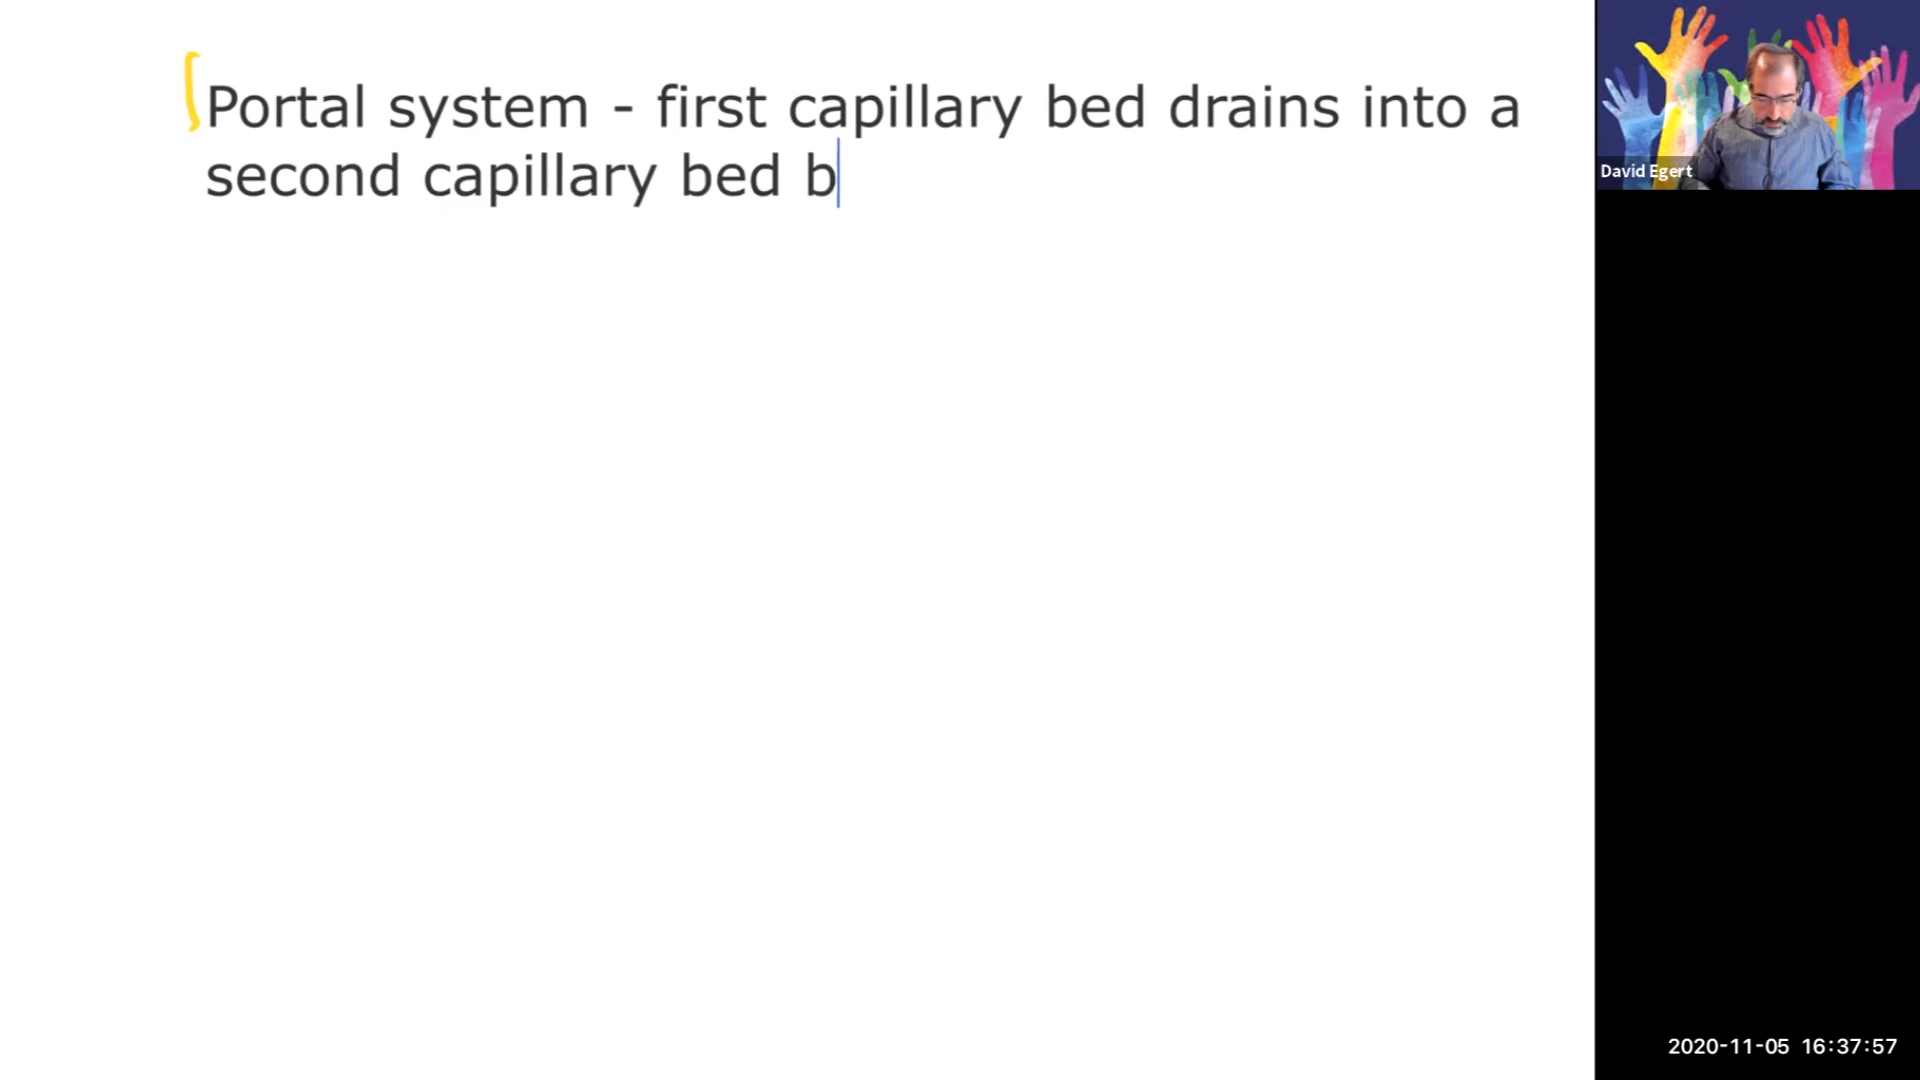 Portal system - first capillary bed drains into a
second capillary bed b
David Egert
2020-11-05 16:37:57